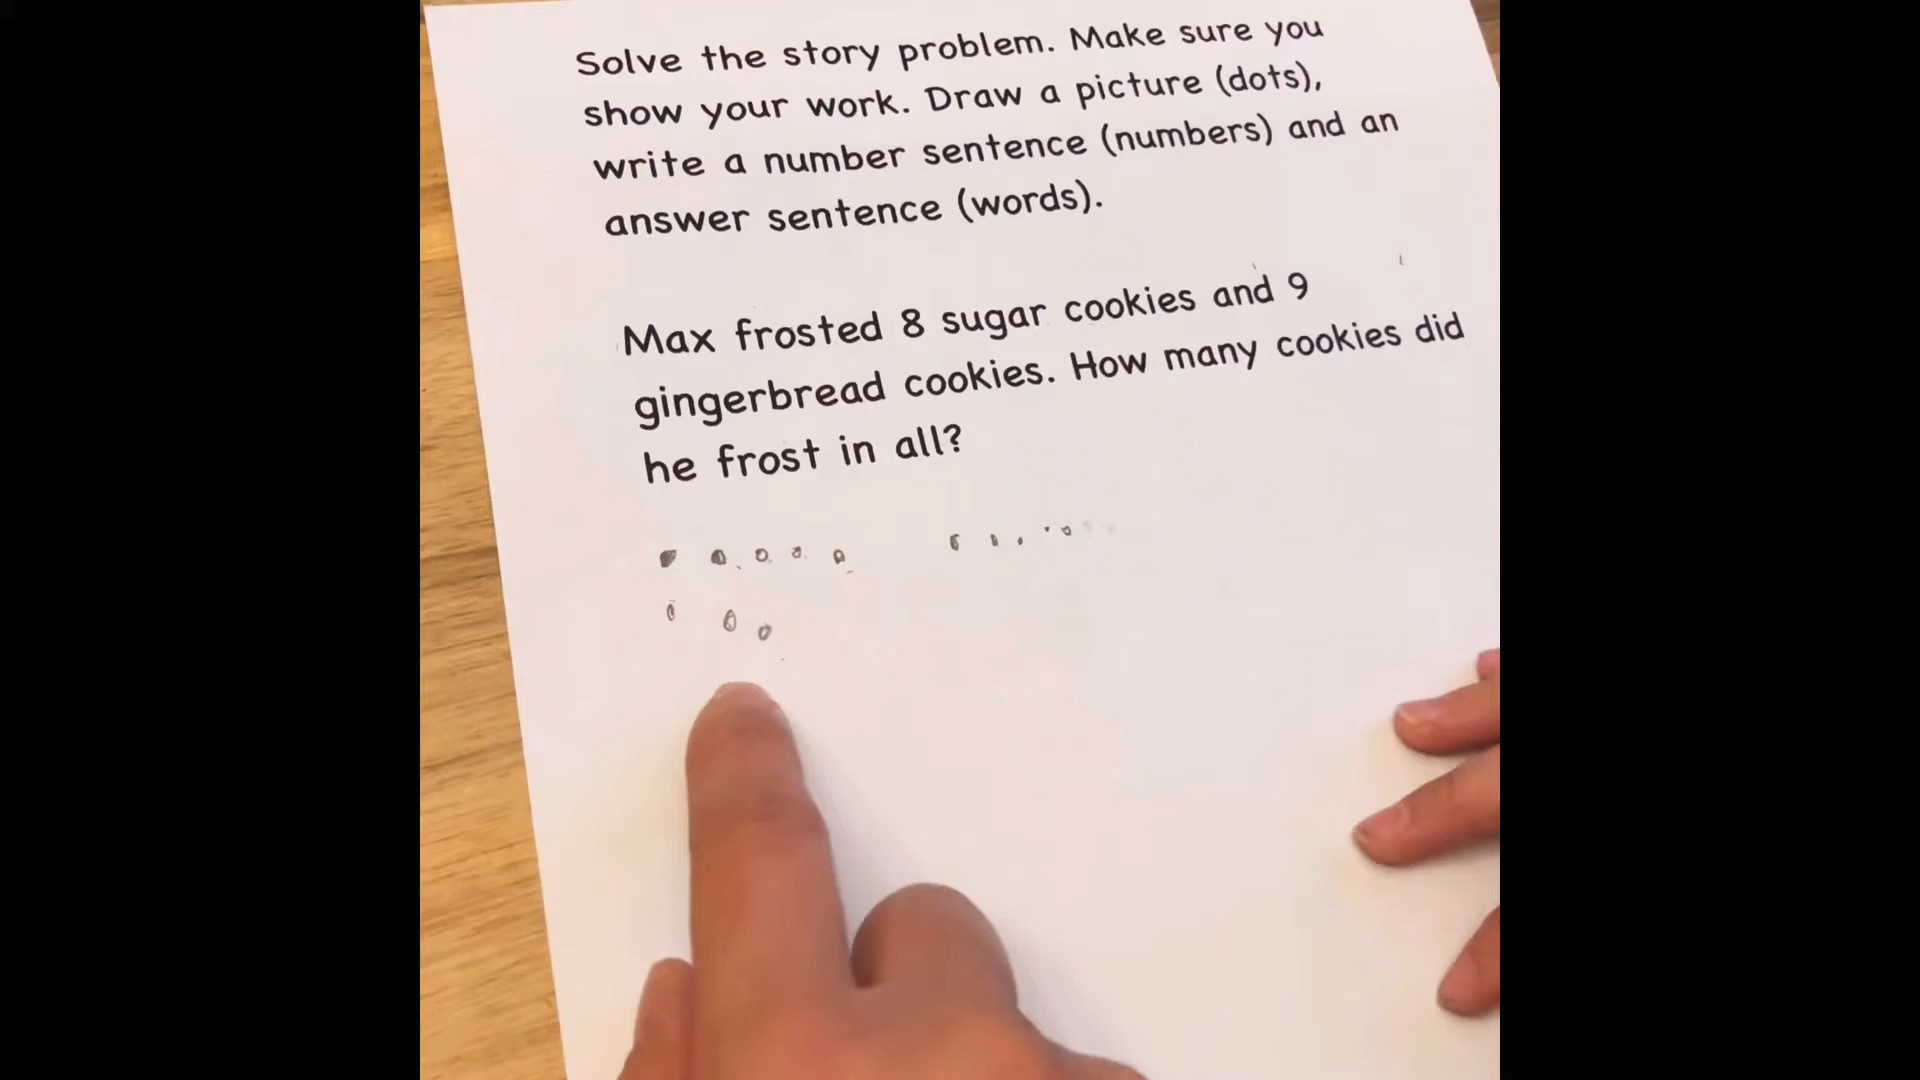 Solve the story problem. Make sure you
show your work. Draw a picture (dots),
write a number sentence (numbers) and an
answer sentence (words).
Max frosted 8 sugar cookies and 9
gingerbread cookies. How many cookies did
he frost in all?